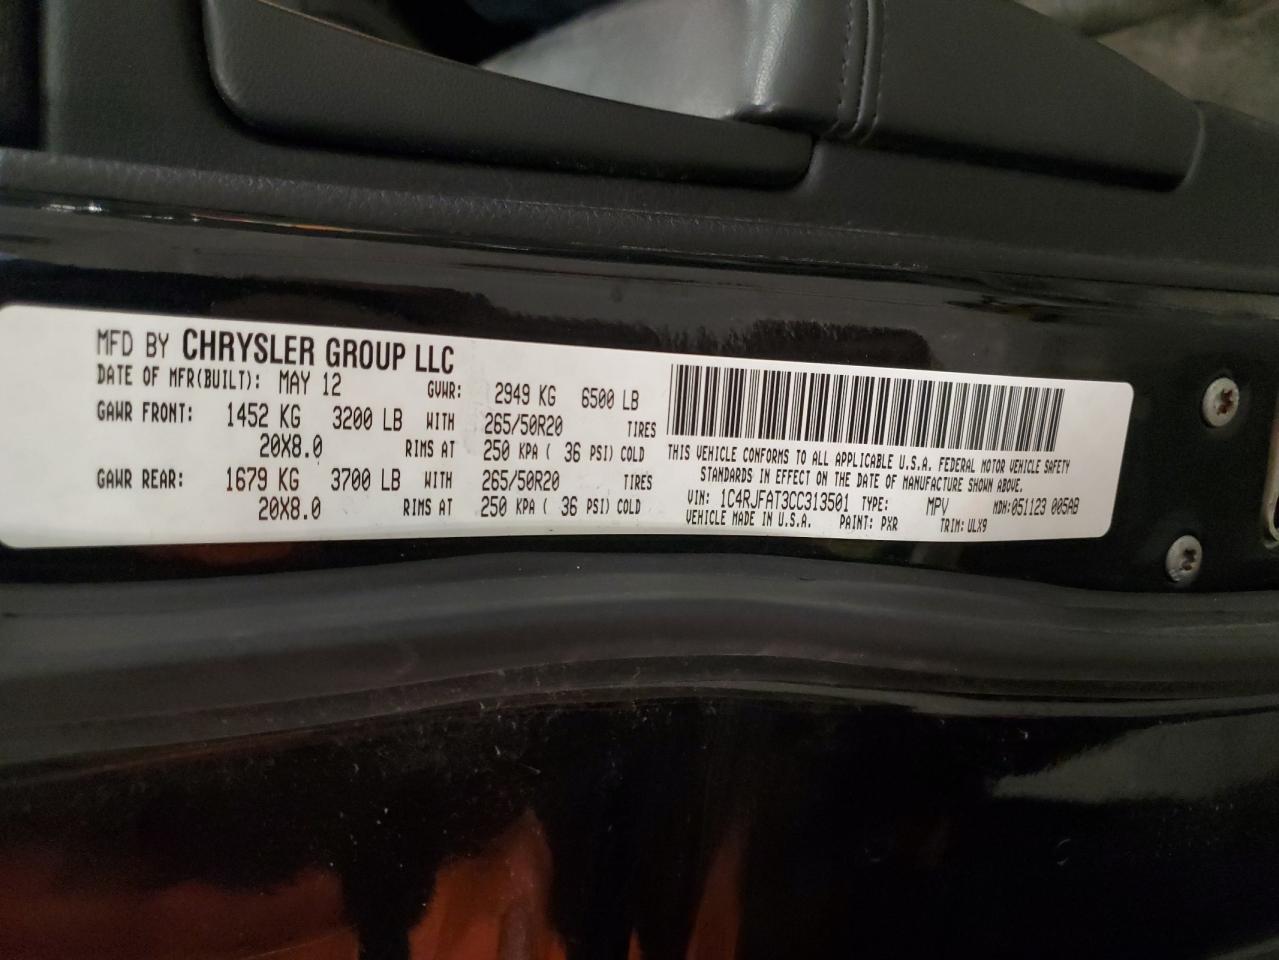 MFD BY CHRYSLER GROUP LLC
DATE OF MFR(BUILT): MAY 12 GVWR: 2949 KG 6500 LB
GAWR FRONT: 1452 KG 3200 LB WITH 265/50R20 TIRES
20X8.0 RIMS AT 250 KPA ( 36 PSI) COLD
GAWR REAR: 1679 KG 3700 LB WITH 265/50R20 TIRES
20X8.0 RIMS AT 250 KPA ( 36 PSI) COLD
THIS VEHICLE CONFORMS TO ALL APPLICABLE U.S.A. FEDERAL MOTOR VEHICLE SAFETY
STANDARDS IN EFFECT ON THE DATE OF MANUFACTURE SHOWN ABOVE.
VIN: 1C4RJFAT3CC313501 TYPE: MPV MDH:051123 005AB
VEHICLE MADE IN U.S.A. PAINT: PXR TRIM: ULX9